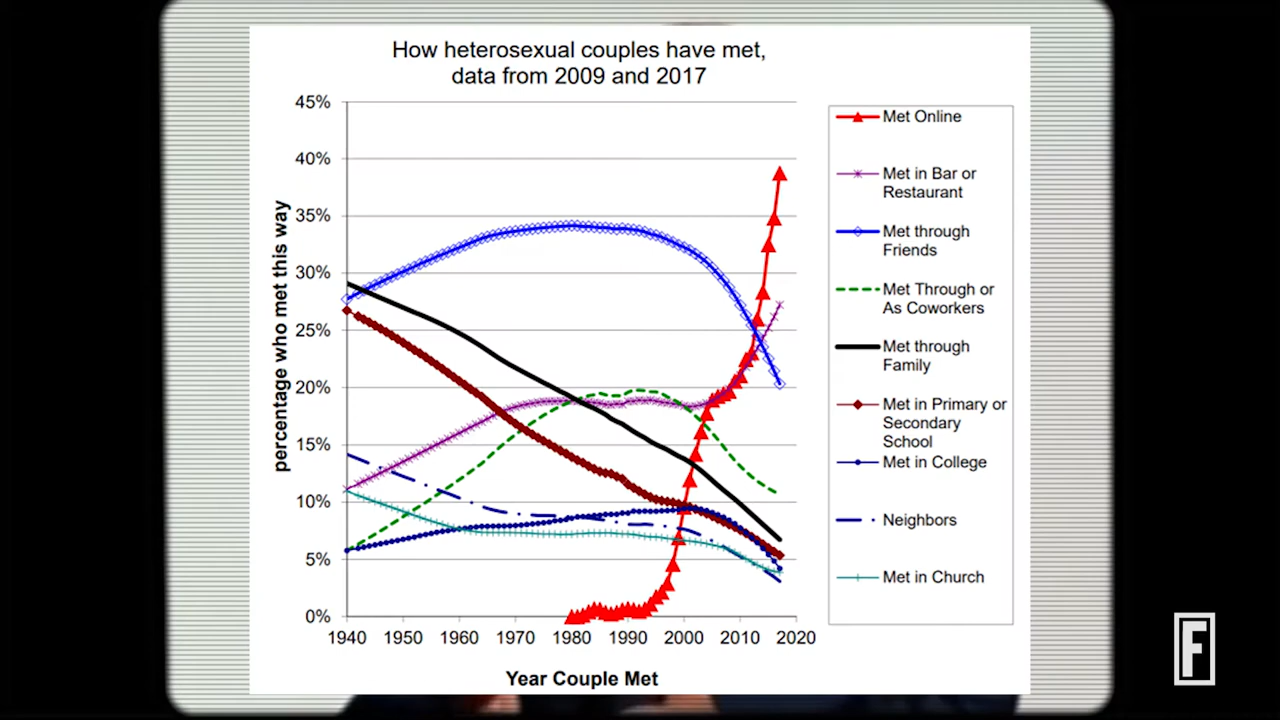 How heterosexual couples have met,
data from 2009 and 2017
45%
40%
35%
30%
25%
20%
15%
10%
5%
0%
percentage who met this way
1940 1950 1960 1970 1980 1990 2000 2010 2020
Year Couple Met
Met Online
Met in Bar or
Restaurant
Met through
Friends
Met Through or
As Coworkers
Met through
Family
Met in Primary or
Secondary
School
Met in College
Neighbors
Met in Church
F